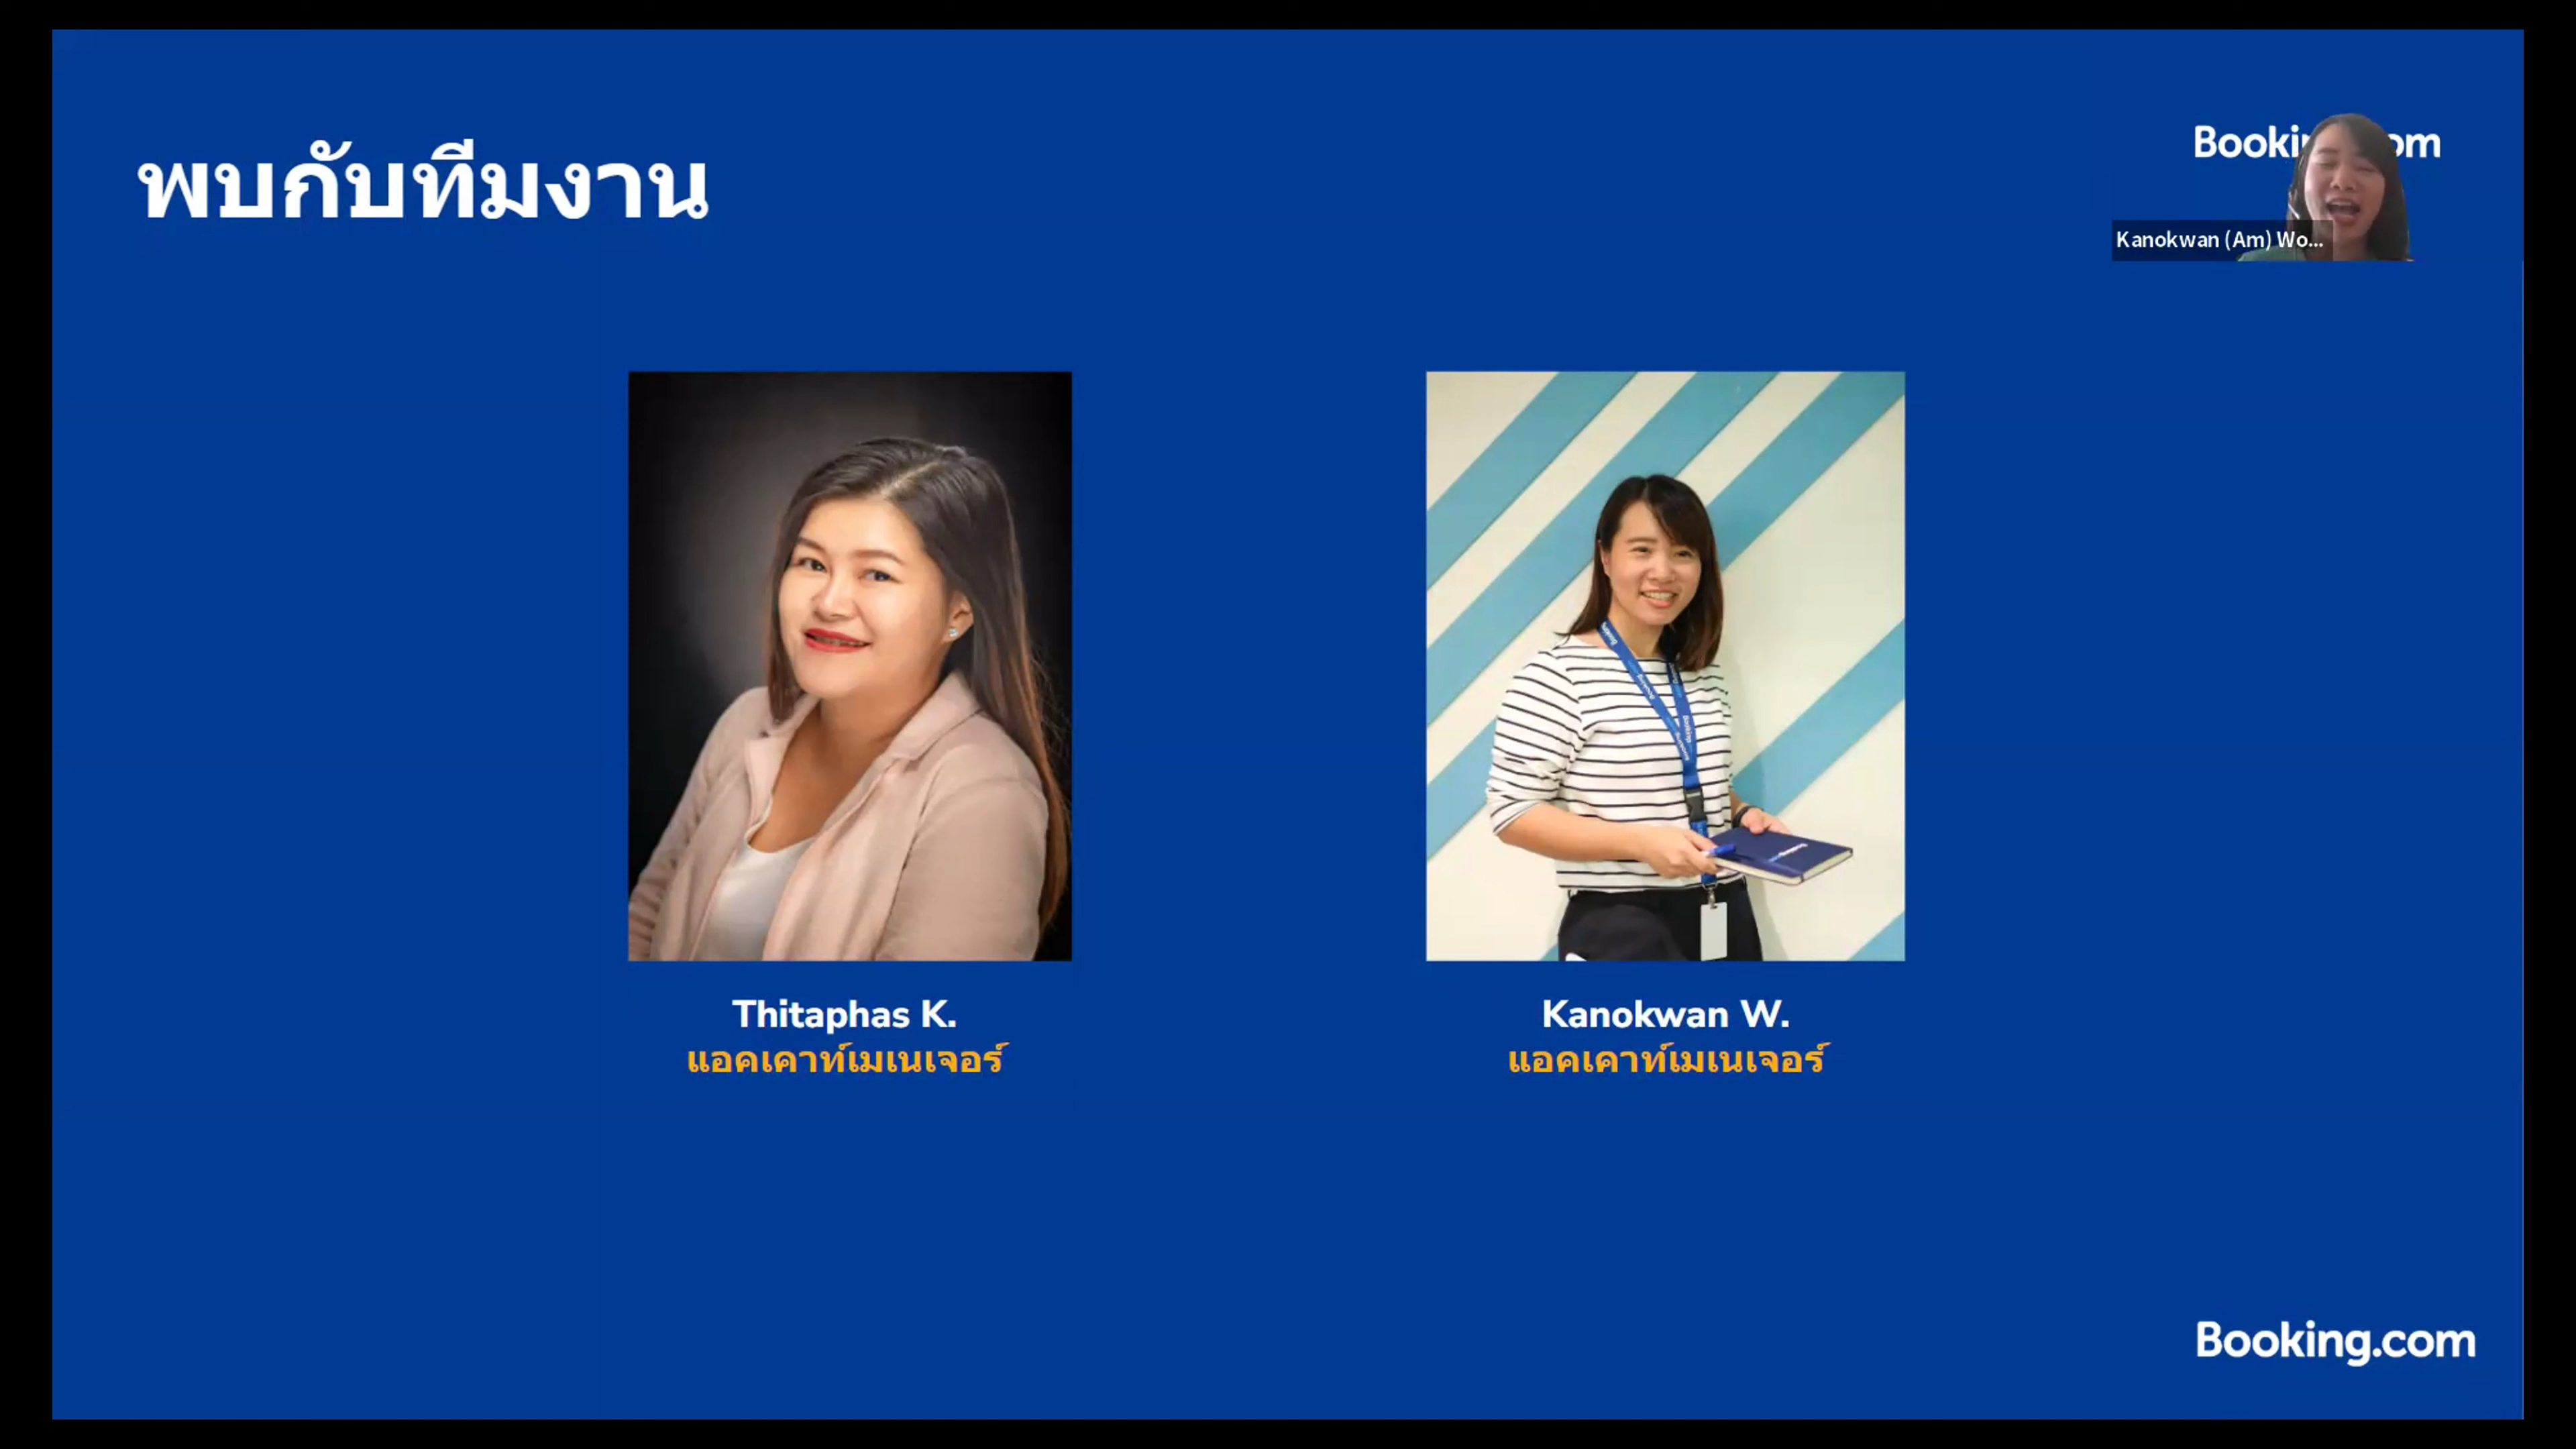 พบกับทีมงาน
Kanokwan (Am) Wo...
Thitaphas K.
แอคเคาท์เมเนเจอร์
Kanokwan W.
แอคเคาท์เมเนเจอร์
Booking.com